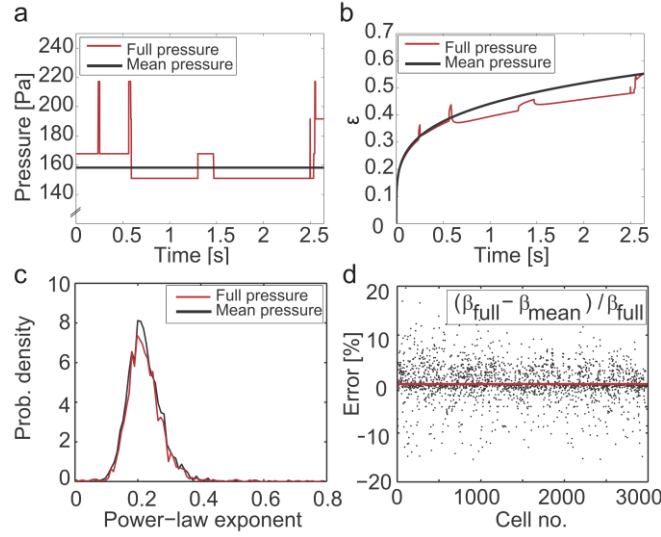 a
Pressure [Pa]
240
220
200
180
160
140
Full pressure
Mean pressure
0 0.5 1 1.5 2 2.5
Time [s]
b
ε
0.7
0.6
0.5
0.4
0.3
0.2
0.1
0
Full pressure
Mean pressure
0 0.5 1 1.5 2 2.5
Time [s]
c
Prob. density
10
8
6
4
2
0
Full pressure
Mean pressure
0 0.2 0.4 0.6 0.8
Power-law exponent
d
Error [%]
20
10
0
-10
-20
(βfull − βmean) /βfull
0 1000 2000 3000
Cell no.